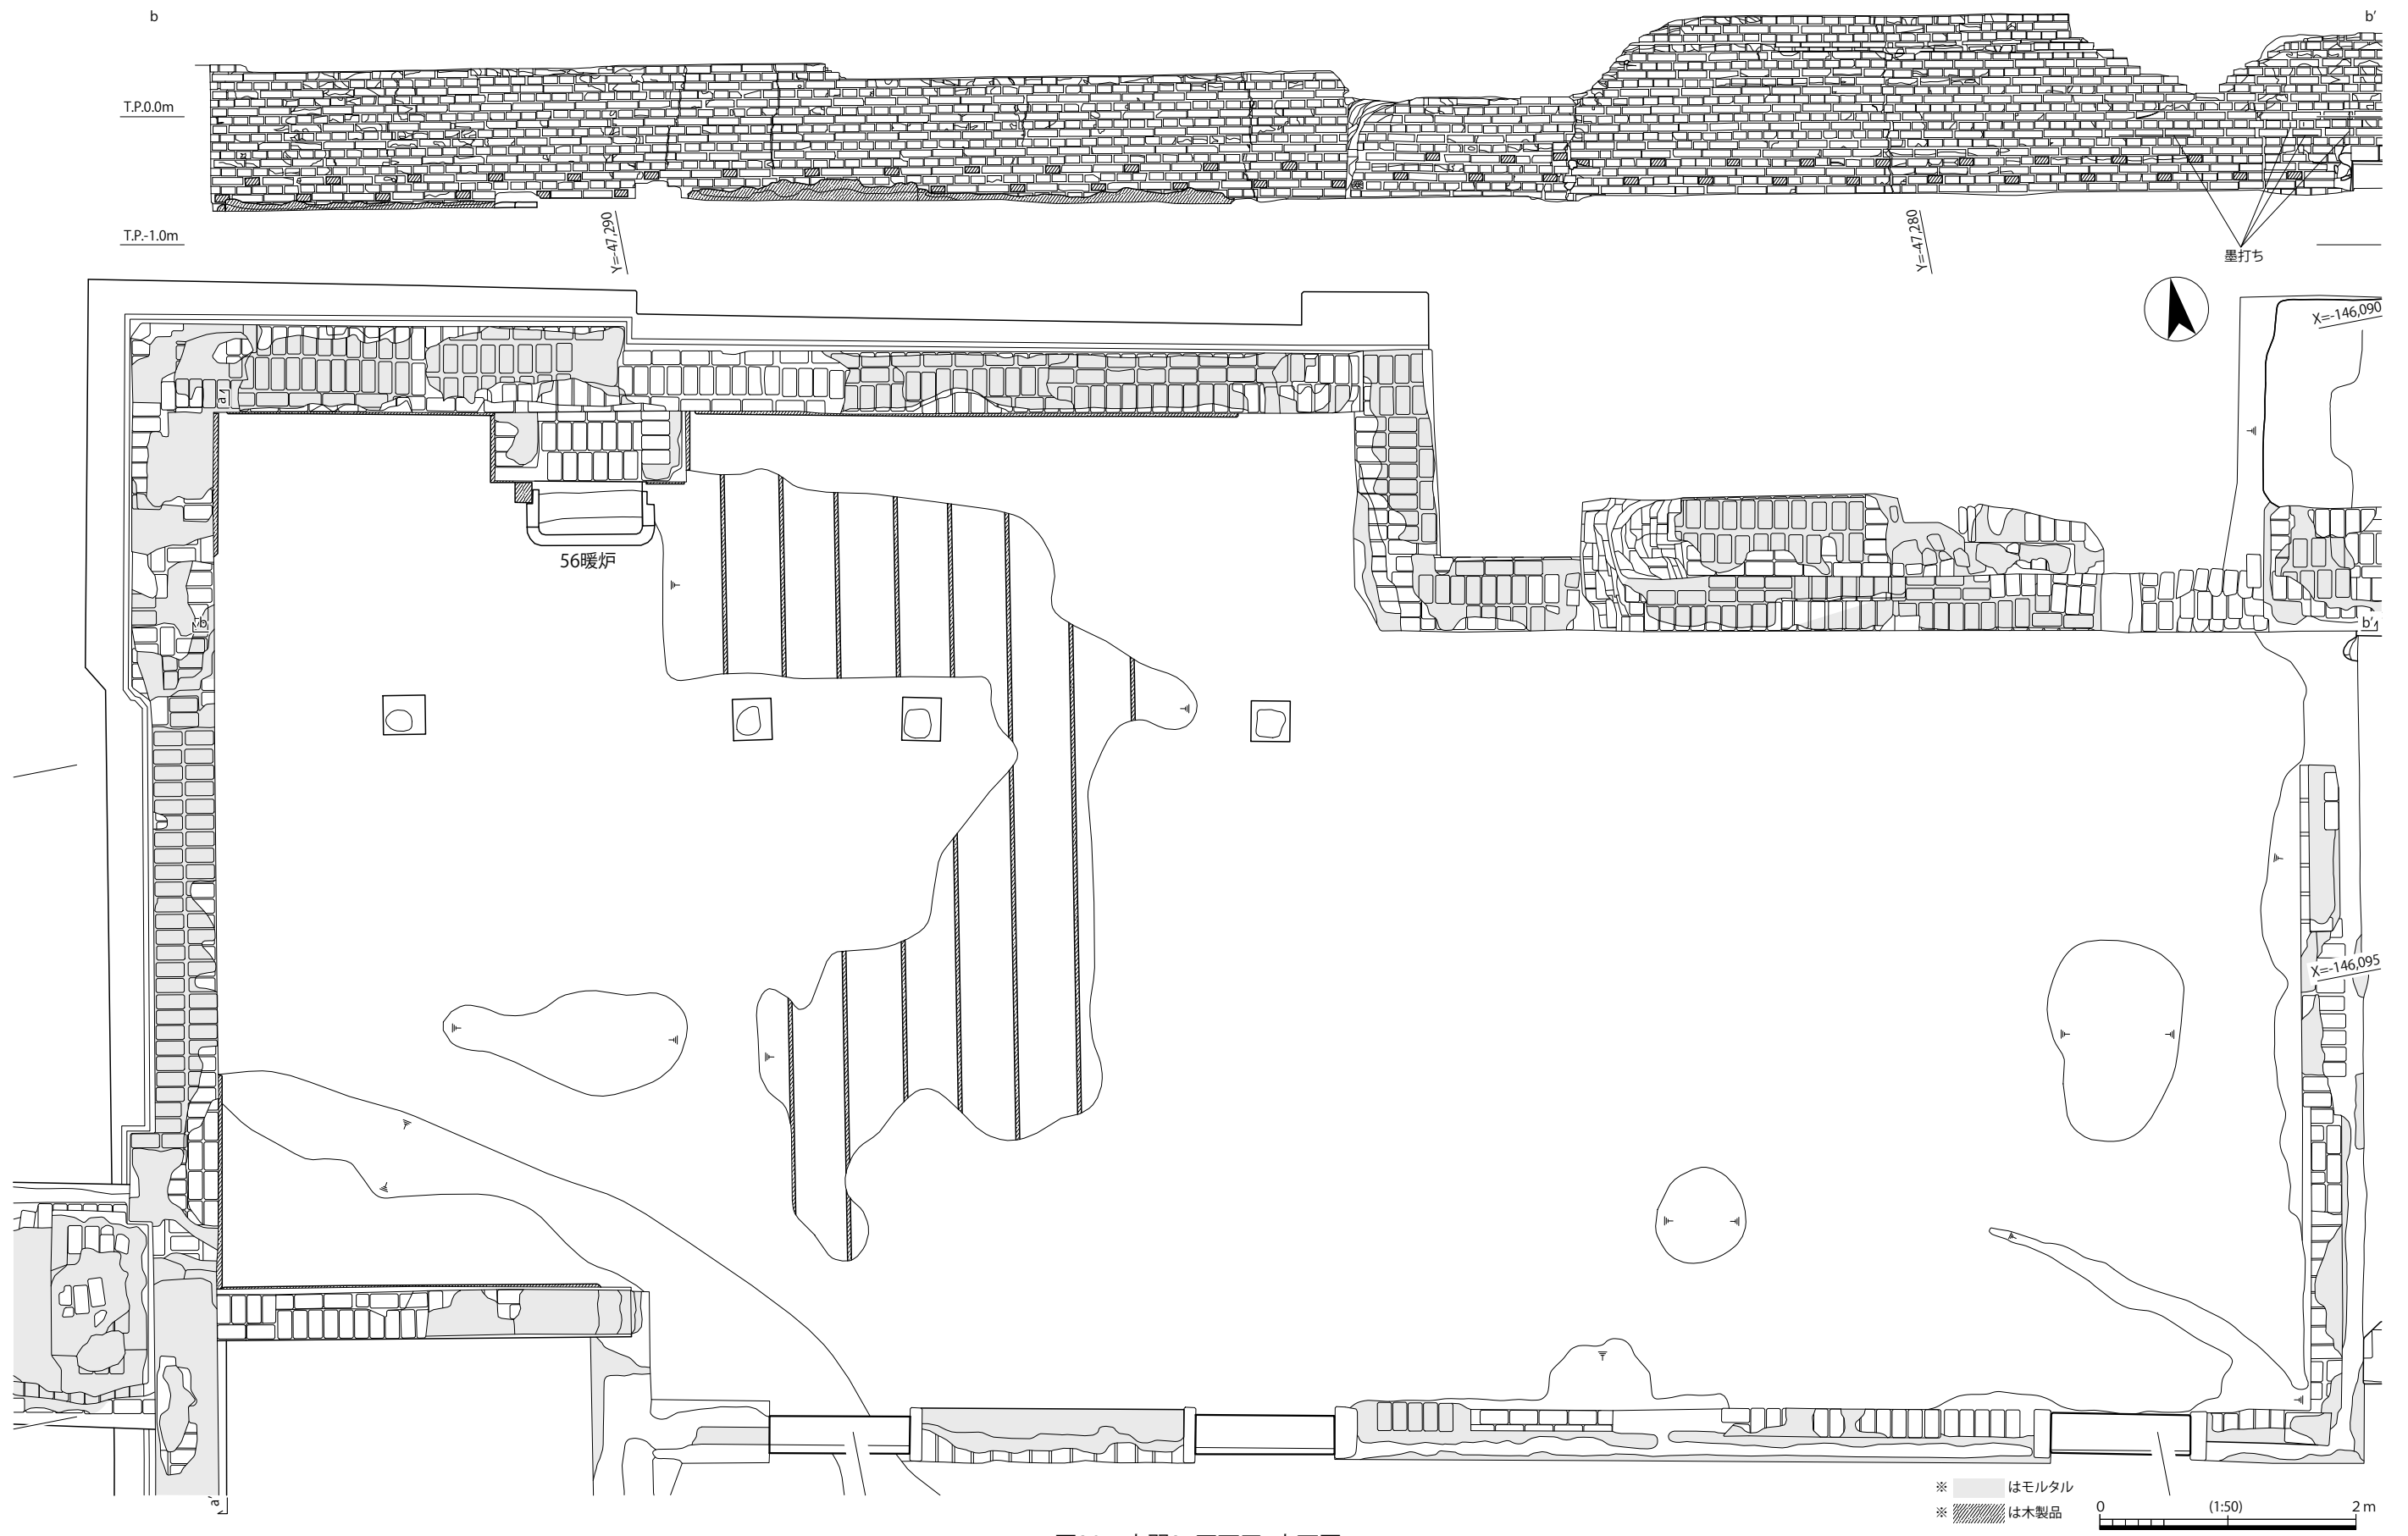 b
b’
T.P.0.0m
T.P.-1.0m
Y=-47,290
Y=-47,280
墨打ち
X=-146,090
a
56暖炉
b
b’
X=-146,095
a’
※ はモルタル
※ は木製品
0 (1:50) 2 m